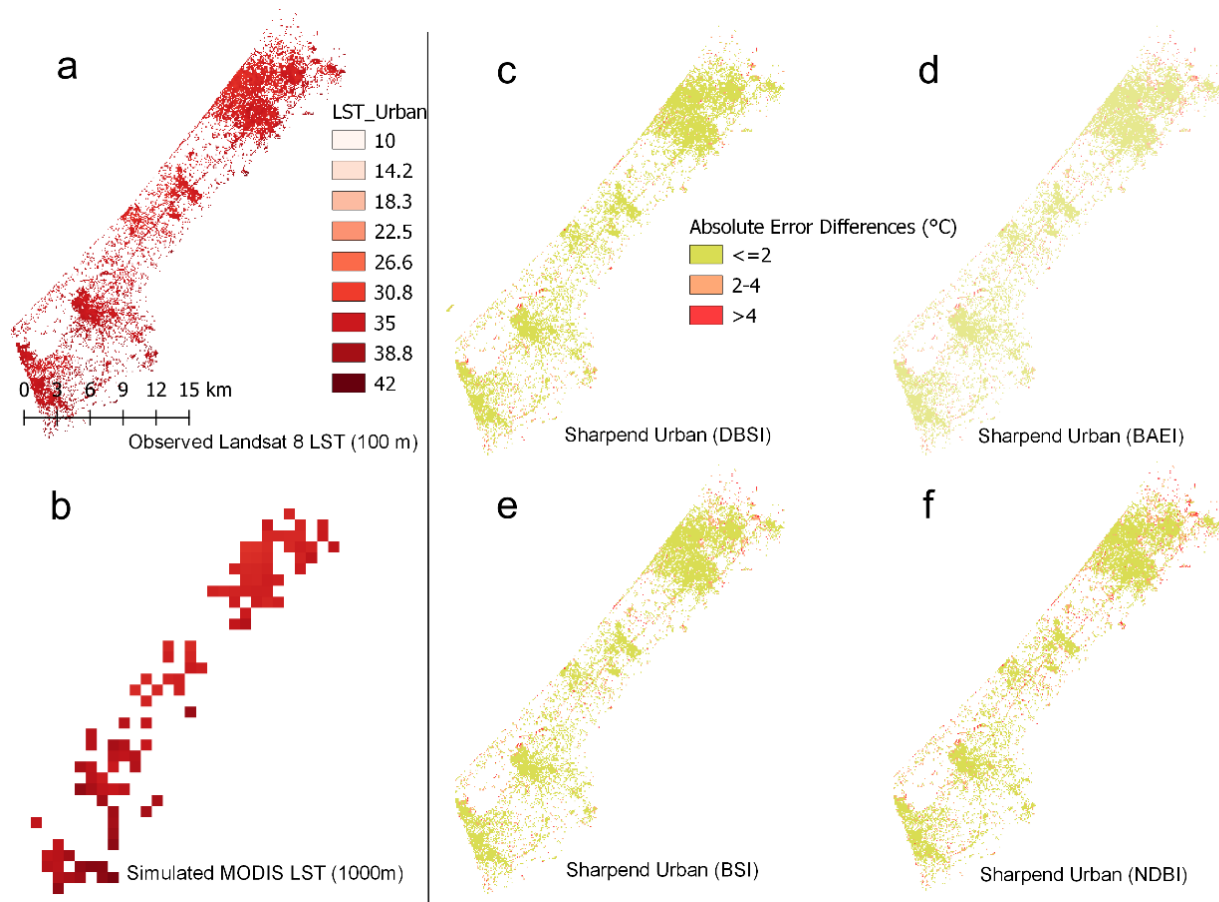 a
LST_Urban
10
14.2
18.3
22.5
26.6
30.8
35
38.8
42
0 3 6 9 12 15 km
Observed Landsat 8 LST (100 m)
b
Simulated MODIS LST (1000m)
c
Absolute Error Differences (°C)
<=2
2-4
>4
Sharpend Urban (DBSI)
d
Sharpend Urban (BAEI)
e
Sharpend Urban (BSI)
f
Sharpend Urban (NDBI)